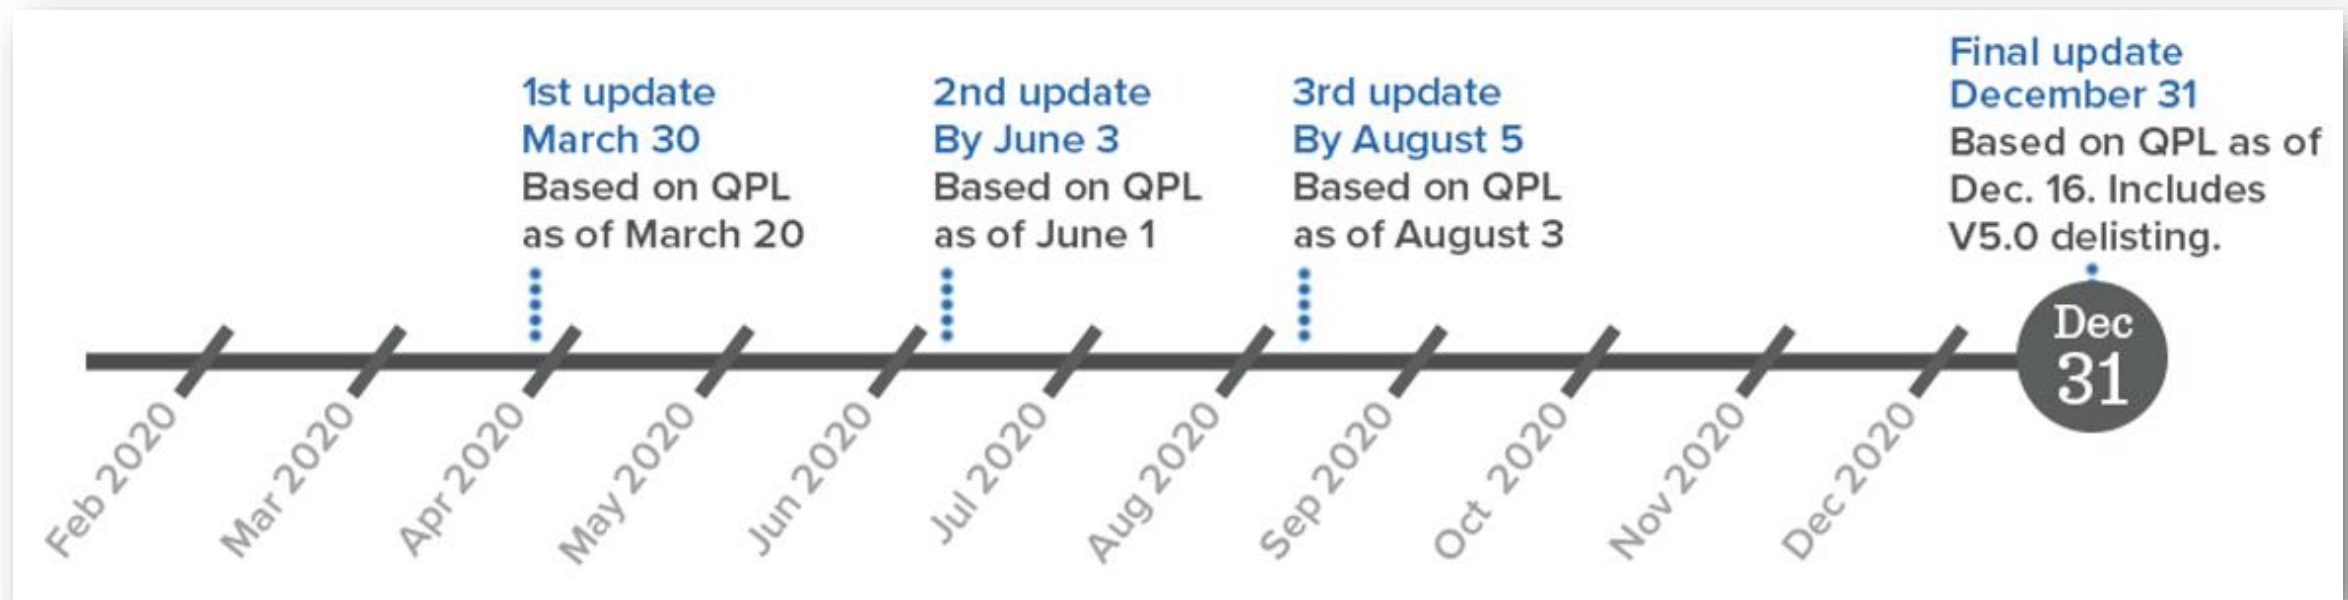 1st update
March 30
Based on QPL
as of March 20
2nd update
By June 3
Based on QPL
as of June 1
3rd update
By August 5
Based on QPL
as of August 3
Final update
December 31
Based on QPL as of
Dec. 16. Includes
V5.0 delisting.
Dec
31
Feb 2020
Mar 2020
Apr 2020
May 2020
Jun 2020
Jul 2020
Aug 2020
Sep 2020
Oct 2020
Nov 2020
Dec 2020